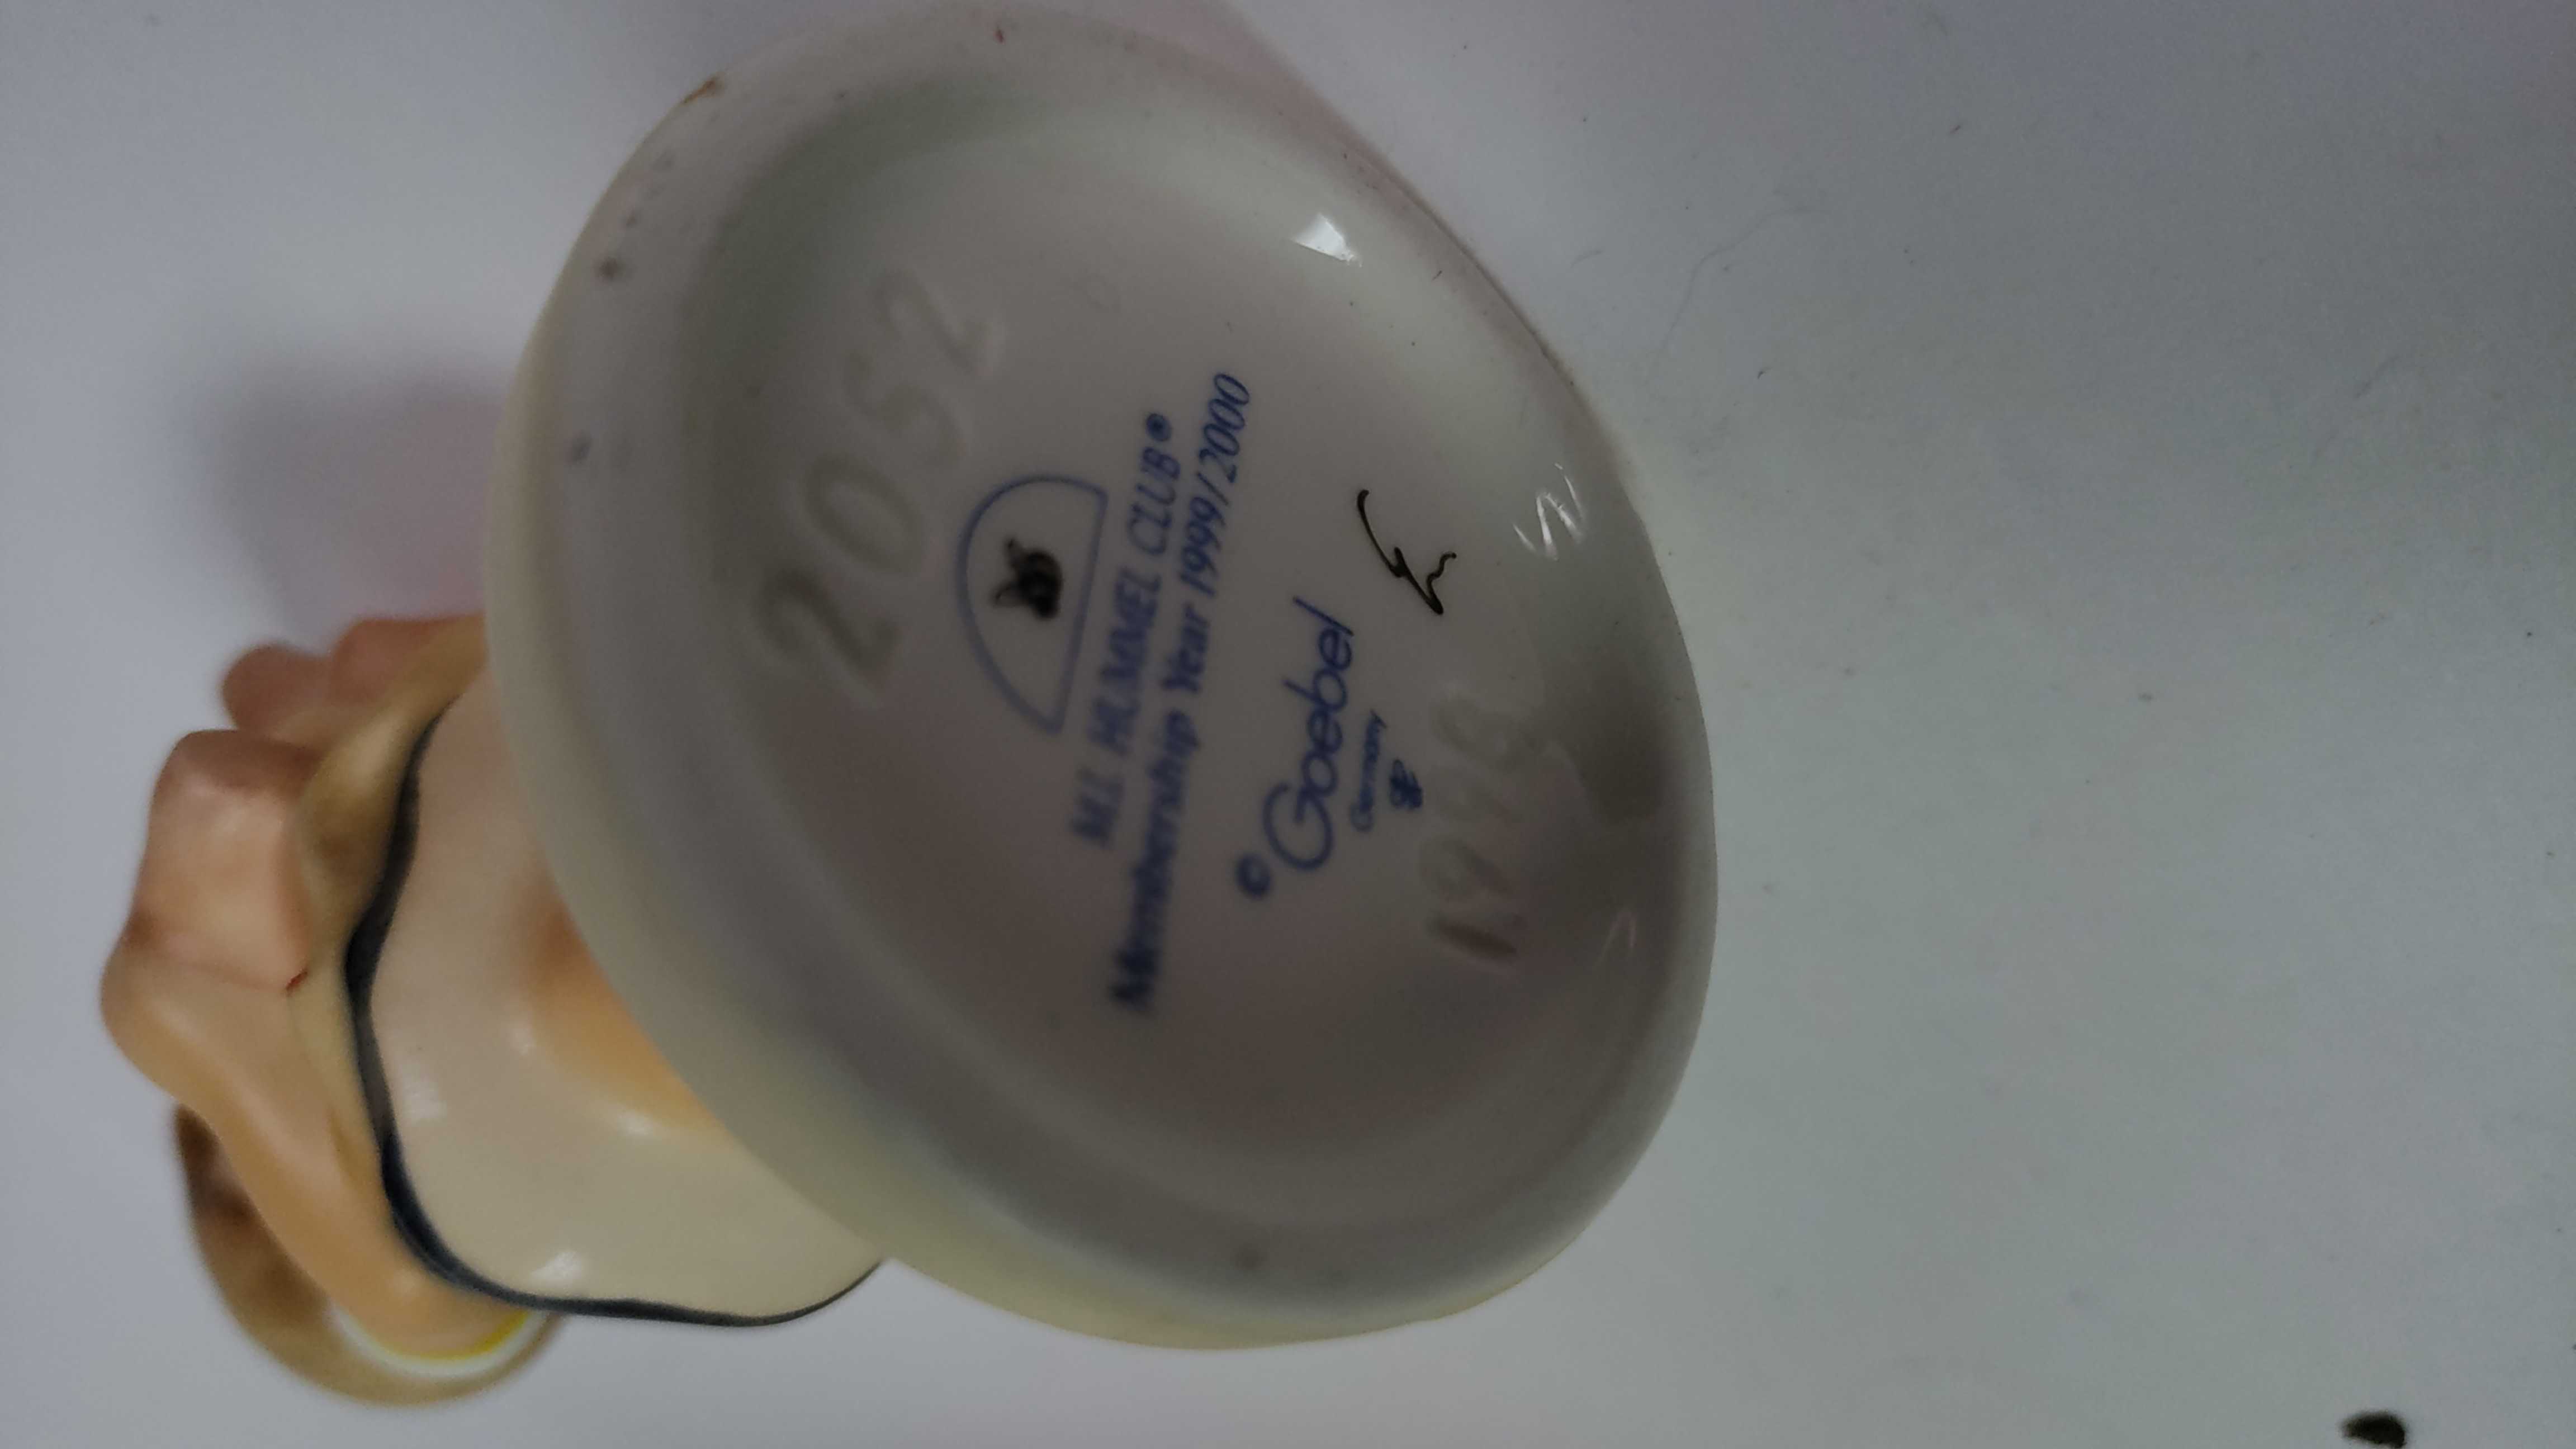 2052
M.I. HUMMEL CLUB®
Membership Year 1999/2000
© Goebel
Germany